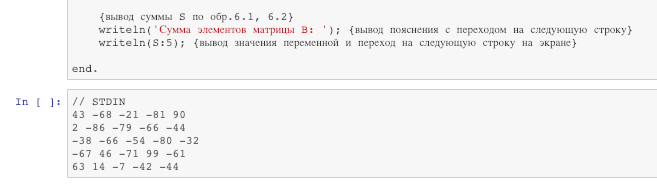 {вывод суммы S по обр.6.1, 6.2}
writeln('Сумма элементов матрицы B: '); {вывод пояснения с переходом на следующую строку}
writeln(S:5); {вывод значения переменной и переход на следующую строку на экране}
end.
In [ ]: // STDIN
43 -68 -21 -81 90
2 -86 -79 -66 -44
-38 -66 -54 -80 -32
-67 46 -71 99 -61
63 14 -7 -42 -44